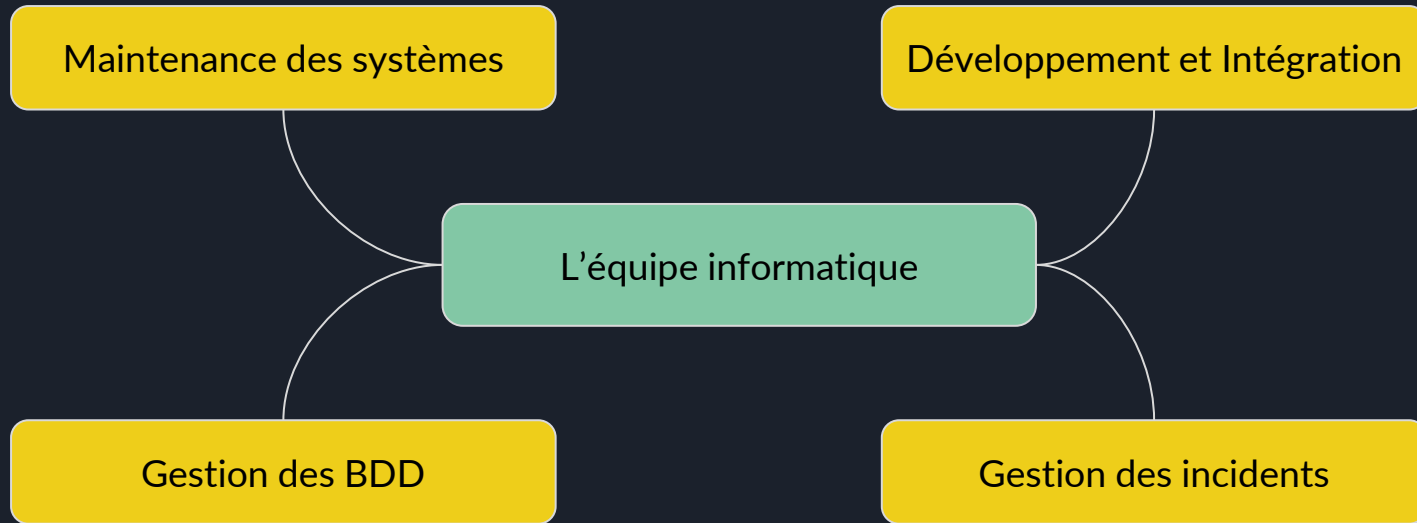 Maintenance des systèmes
Développement et Intégration
L’équipe informatique
Gestion des BDD
Gestion des incidents